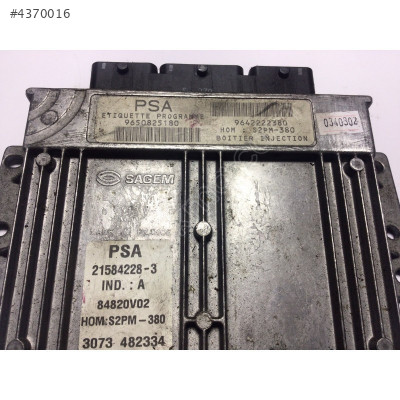 #4370016
PSA
ETIQUETTE PROGRAMME
9650825180
9642222380
HOM : S2PM-380
BOITIER INJECTION
0340302
SAGEM
PSA
21584228-3
IND. : A
84820V02
HOM:S2PM-380
3073 482334